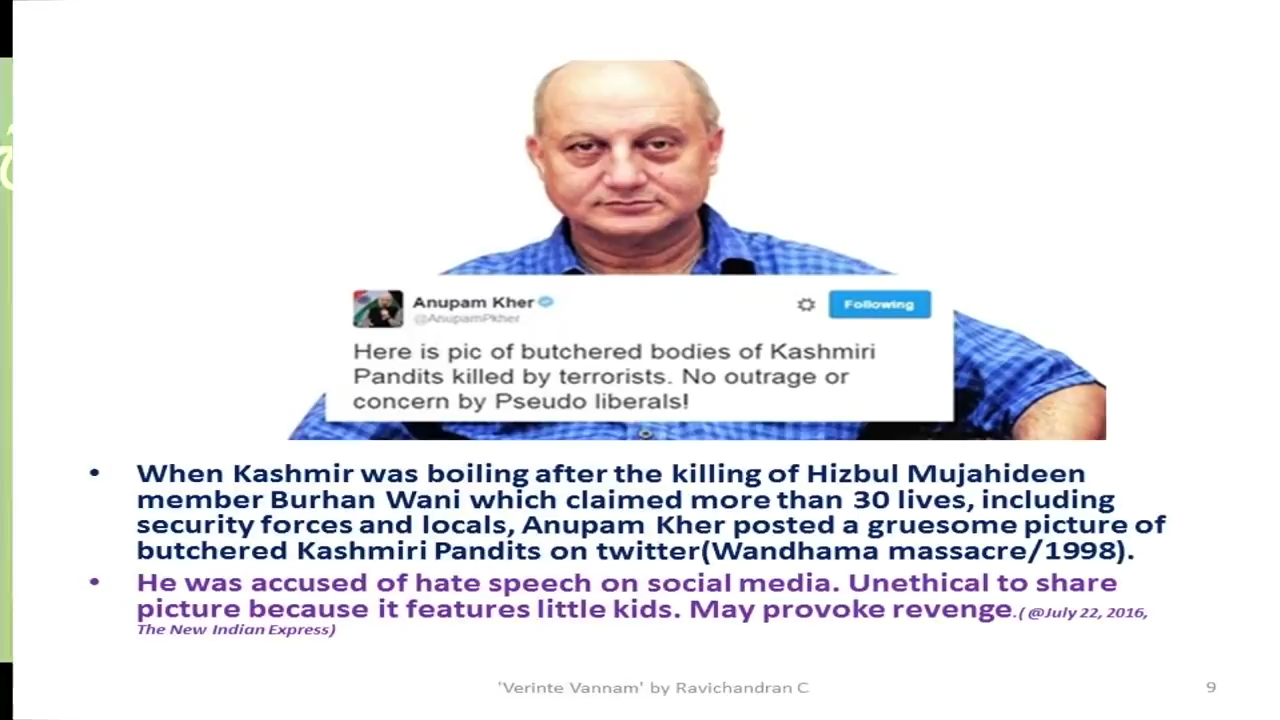 Anupam Kher
@AnupamPkher
Following
Here is pic of butchered bodies of Kashmiri
Pandits killed by terrorists. No outrage or
concern by Pseudo liberals!
• When Kashmir was boiling after the killing of Hizbul Mujahideen
member Burhan Wani which claimed more than 30 lives, including
security forces and locals, Anupam Kher posted a gruesome picture of
butchered Kashmiri Pandits on twitter(Wandhama massacre/1998).
• He was accused of hate speech on social media. Unethical to share
picture because it features little kids. May provoke revenge.( @July 22, 2016,
The New Indian Express)
'Verinte Vannam' by Ravichandran C
9